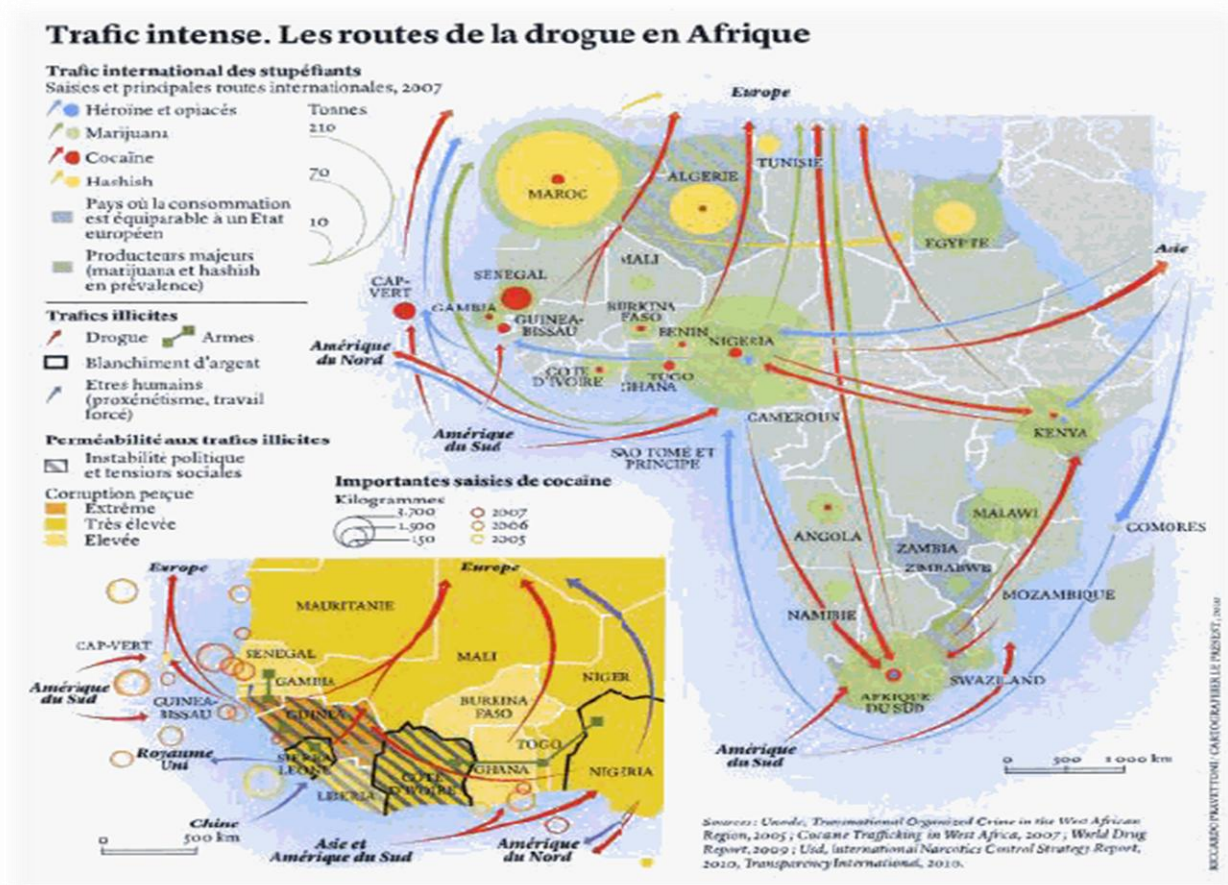 Trafic intense. Les routes de la drogue en Afrique
Trafic international des stupéfiants
Saisies et principales routes internationales, 2007
Héroïne et opiacés
Marijuana
Cocaïne
Hashish
Pays où la consommation
est équiparable à un Etat
européen
Producteurs majeurs
(marijuana et hashish
en prévalence)
Tonnes
210
70
10
Trafics illicites
Drogue
Armes
Blanchiment d'argent
Etres humains
(proxénétisme, travail
forcé)
Perméabilité aux trafics illicites
Instabilité politique
et tensions sociales
Corruption perçue
Extrême
Très élevée
Elevée
Importantes saisies de cocaïne
Kilogrammes
3.700
1.900
150
2007
2006
2005
Europe
TUNISIE
MAROC
ALGERIE
EGYPTE
Asie
MALI
SENEGAL
CAP-
VERT
GAMBIA
GUINEA-
BISSAU
BURKINA
FASO
BENIN
NIGERIA
Amérique
du Nord
COTE
D'IVOIRE
TOGO
GHANA
CAMEROUN
KENYA
Amérique
du Sud
SAO TOMÉ ET
PRINCIPE
ANGOLA
MALAWI
COMORES
ZAMBIA
ZIMBABWE
MOZAMBIQUE
NAMIBIE
SWAZILAND
AFRIQUE
DU SUD
Amérique
du Sud
0 500 1 000 km
Europe
Europe
MAURITANIE
CAP-VERT
SENEGAL
MALI
GAMBIA
NIGER
Amérique
du Sud
GUINEA-
BISSAU
GUINEA
BURKINA
FASO
Royaume
Uni
SIERRA
LEONE
TOGO
COTE
D'IVOIRE
GHANA
NIGERIA
LIBERIA
Chine
0 500 km
Asie et
Amérique du Sud
Amérique
du Nord
Sources : Unodc, Transnational Organized Crime in the West African
Region, 2005 ; Cocane Trafficking in West Africa, 2007 ; World Drug
Report, 2009 ; Usd, International Narcotics Control Strategy Report,
2010, Transparency International, 2010.
RICCARDO PRAVETTONI/ CARTOGRAPHER LE PRESENT, 2010